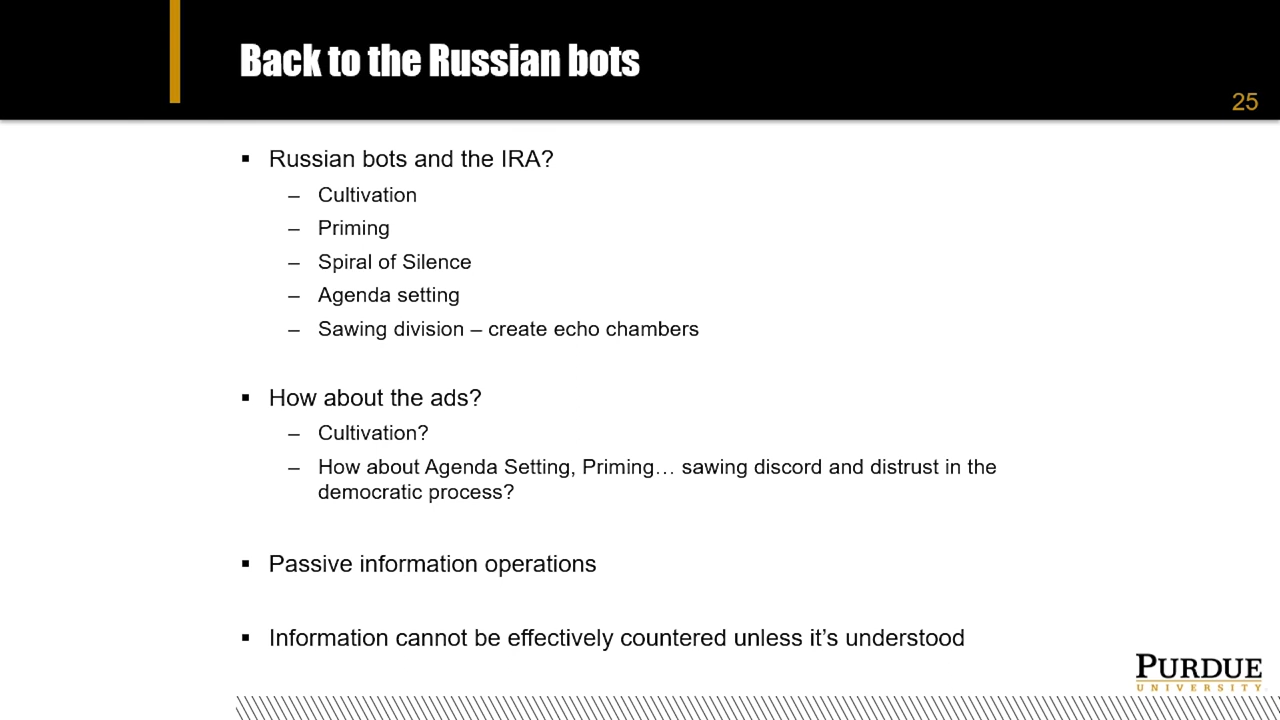 Back to the Russian bots
25
▪ Russian bots and the IRA?
– Cultivation
– Priming
– Spiral of Silence
– Agenda setting
– Sawing division – create echo chambers
▪ How about the ads?
– Cultivation?
– How about Agenda Setting, Priming… sawing discord and distrust in the
democratic process?
▪ Passive information operations
▪ Information cannot be effectively countered unless it’s understood
PURDUE
UNIVERSITY